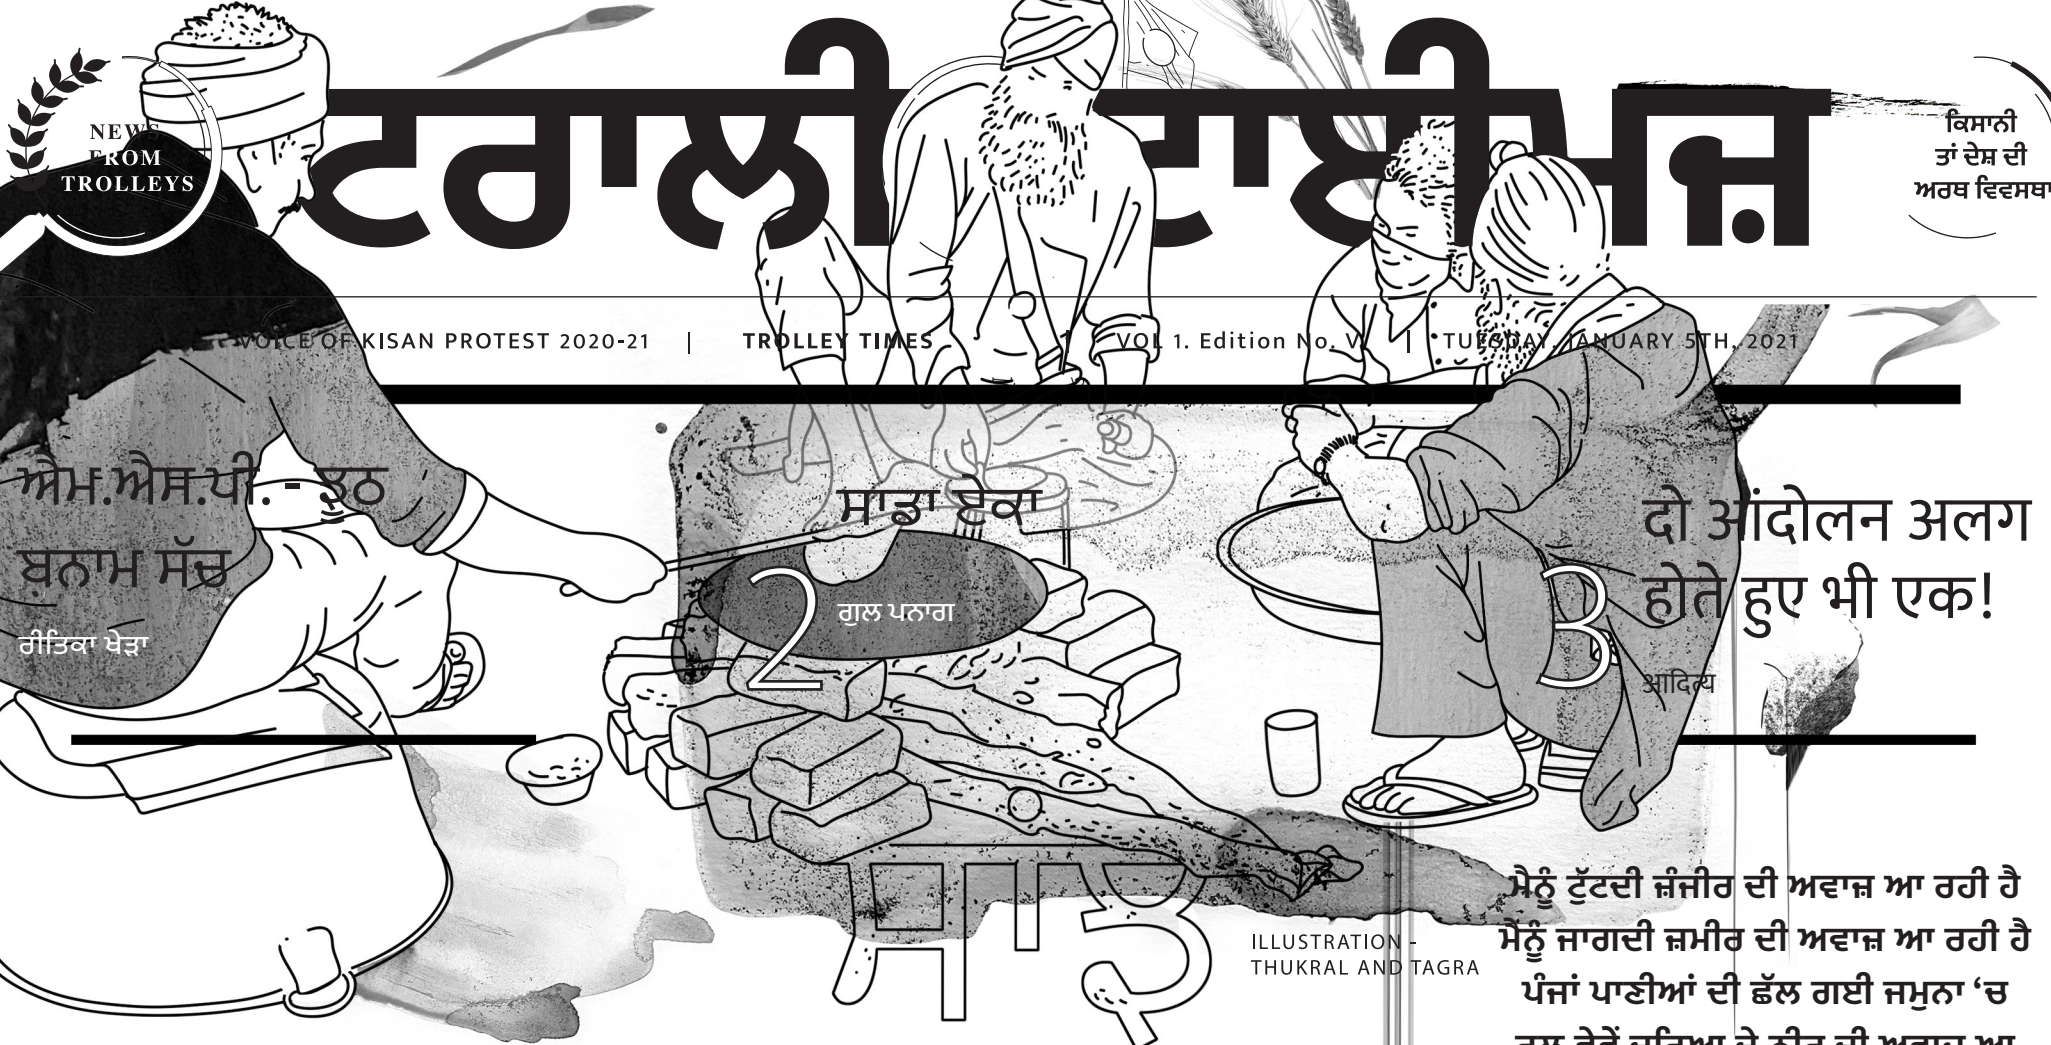 NEWS
FROM
TROLLEYS
ਟਰਾਲੀ ਟਾਈਮਜ਼
ਕਿਸਾਨੀ
ਤਾਂ ਦੇਸ਼ ਦੀ
ਅਰਥ ਵਿਵਸਥਾ
VOICE OF KISAN PROTEST 2020-21 | TROLLEY TIMES | VOL 1. Edition No. V | TUESDAY, JANUARY 5TH, 2021
ਐਮ.ਐਸ.ਪੀ. - ਝੂਠ
ਬਨਾਮ ਸੱਚ
ਰੀਤਿਕਾ ਖੇੜਾ
ਸਾਡਾ ਏਕਾ
2 ਗੁਲ ਪਨਾਗ
दो आंदोलन अलग
होते हुए भी एक!
3
आदित्य
ILLUSTRATION -
THUKRAL AND TAGRA
ਮੈਨੂੰ ਟੁੱਟਦੀ ਜ਼ੰਜੀਰ ਦੀ ਅਵਾਜ਼ ਆ ਰਹੀ ਹੈ
ਮੈਨੂੰ ਜਾਗਦੀ ਜ਼ਮੀਰ ਦੀ ਅਵਾਜ਼ ਆ ਰਹੀ ਹੈ
ਪੰਜਾਂ ਪਾਣੀਆਂ ਦੀ ਛੱਲ ਗਈ ਜਮੁਨਾ ‘ਚ